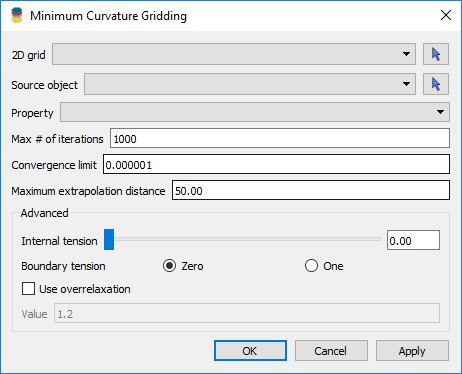 Minimum Curvature Gridding
2D grid
Source object
Property
Max # of iterations 1000
Convergence limit 0.000001
Maximum extrapolation distance 50.00
Advanced
Internal tension 0.00
Boundary tension Zero One
Use overrelaxation
Value 1.2
OK Cancel Apply